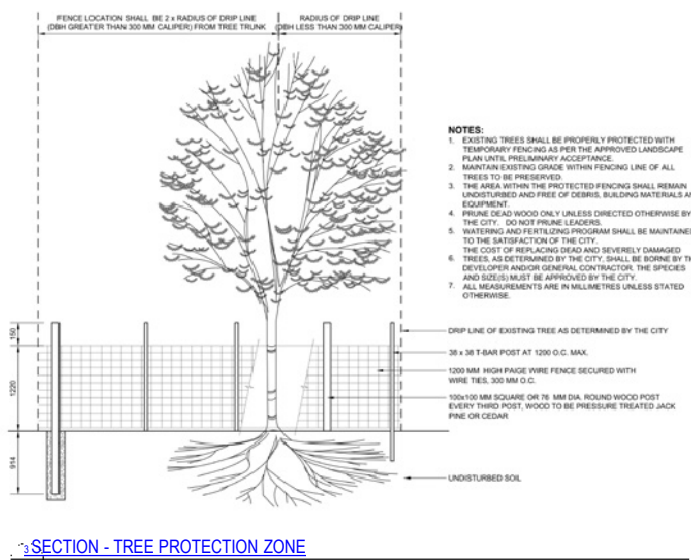 FENCE LOCATION SHALL BE 2 x RADIUS OF DRIP LINE
(DBH GREATER THAN 300 MM CALIPER) FROM TREE TRUNK
RADIUS OF DRIP LINE
(DBH LESS THAN 300 MM CALIPER)
NOTIES:
1. EXISTING TREES SHALL BE PROPERLY PROTECTED WITH
TEMPORARY FENCING AS PER THE APPROVED LANDSCAPE
PLAN UNTIL PRELIMINARY ACCEPTANCE.
2. MAINTAIN EXISTING GRADE WITHIN FENCING LINE OF ALL
TREES TO BE PRESERVED.
3. THE AREA WITHIN THE PROTECTED FENCING SHALL REMAIN
UNDISTURBED AND FREE OF DEBRIS, BUILDING MATERIALS A
EQUIPMENT.
4. PRUNE DEAD WOOD ONLY UNLESS DIRECTED OTHERWISE BY
THE CITY. DO NOT PRUNE LEADERS.
5. WATERING AND FERTILIZING PROGRAM SHALL BE MAINTAINE
TO THE SATISFACTION OF THE CITY.
THE COST OF REPLACING DEAD AND SEVERELY DAMAGED
6. TREES, AS DETERMINED BY THE CITY, SHALL BE BORNE BY TH
DEVELOPER AND/OR GENERAL CONTRACTOR, THE SPECIES
AND SIZE(S) MUST BE APPROVED BY THE CITY.
7. ALL MEASUREMENTS ARE IN MILLIMETRES UNLESS STATED
OTHERWISE.
150
1220
914
DRIP LINE OF EXISTING TREE AS DETERMINED BY THE CITY
38 x 38 T-BAR POST AT 1200 O.C. MAX.
1200 MM HIGH PAIGE WIRE FENCE SECURED WITH
WIRE TIES, 300 MM O.C.
100x100 MM SQUARE OR 76 MM DIA. ROUND WOOD POST
EVERY THIRD POST, WOOD TO BE PRESSURE TREATED JACK
PINE OR CEDAR
UNDISTURBED SOIL
3 SECTION - TREE PROTECTION ZONE